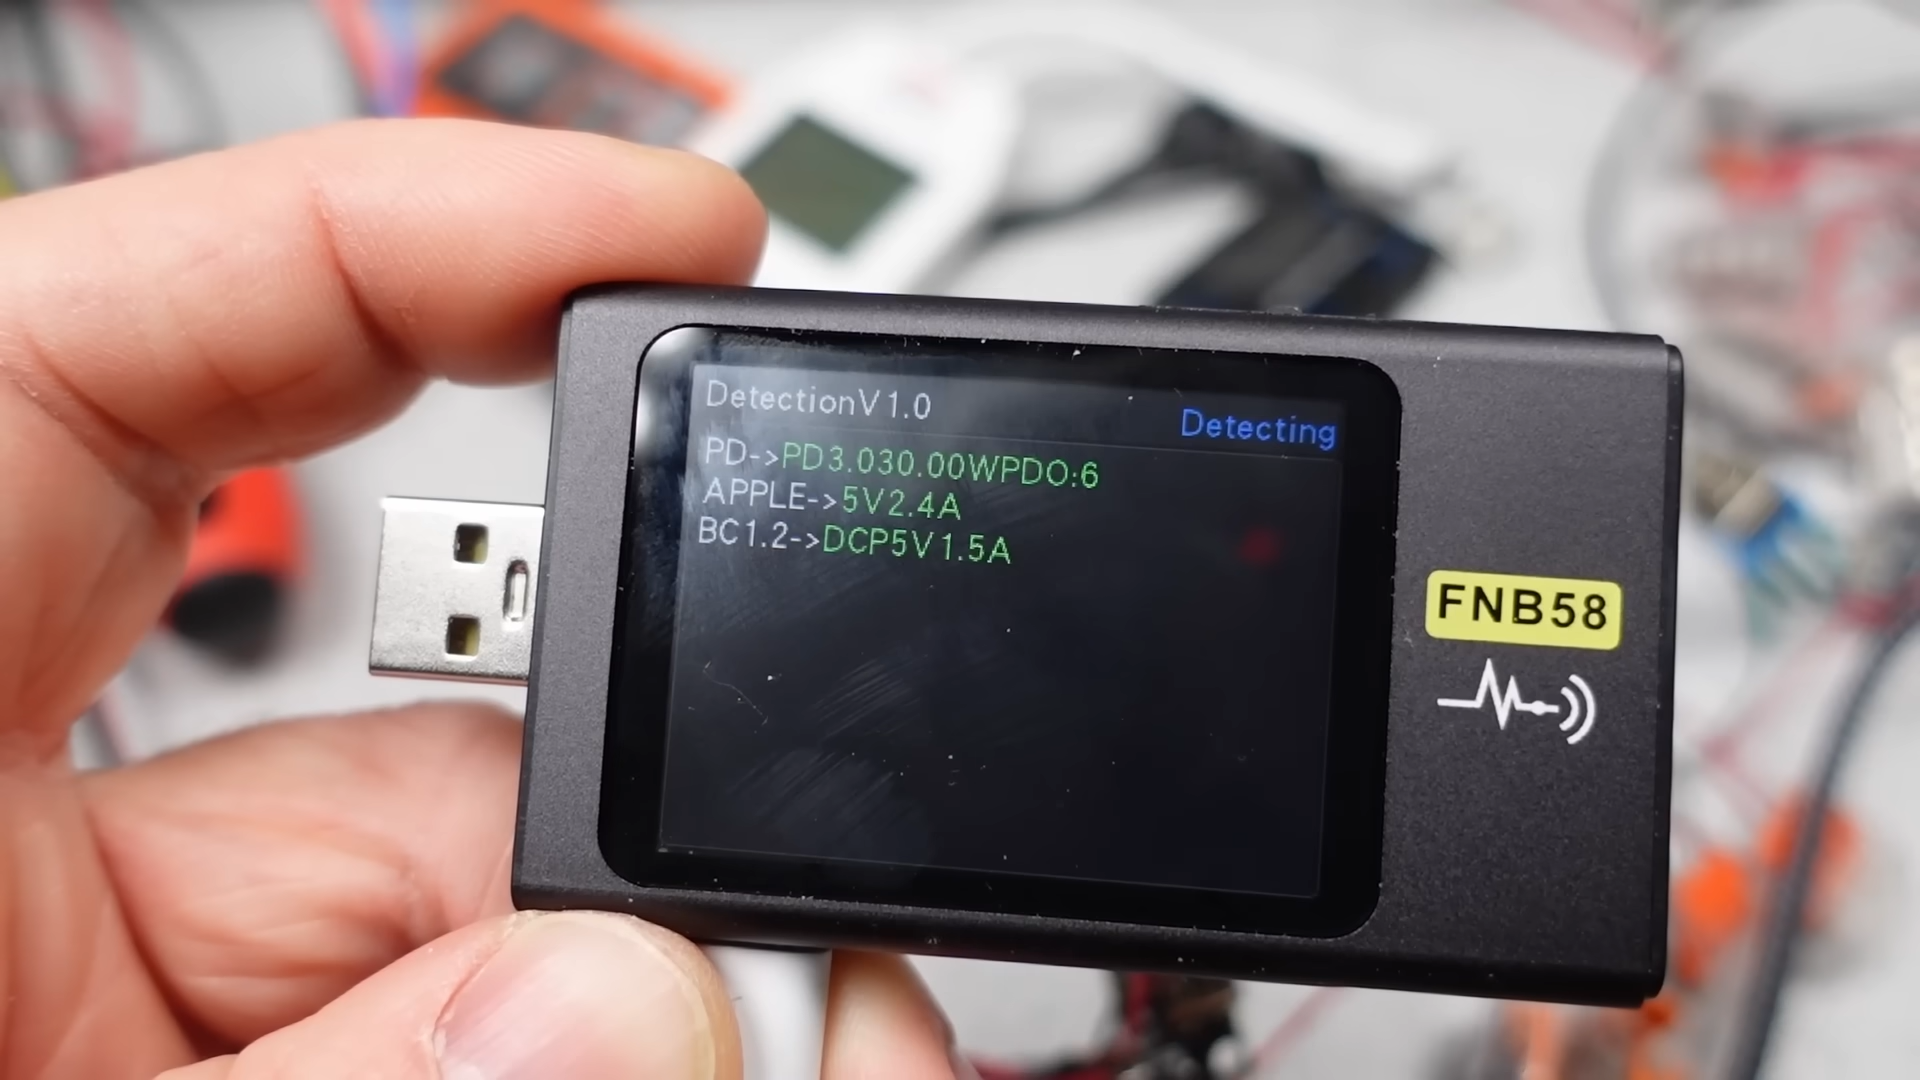 DetectionV1.0
Detecting
PD->PD3.030.00WPDO:6
APPLE->5V2.4A
BC1.2->DCP5V1.5A
FNB58